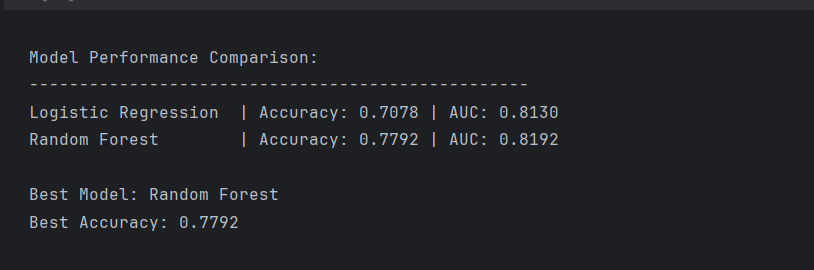 Model Performance Comparison:
--------------------------------------------------
Logistic Regression  | Accuracy: 0.7078 | AUC: 0.8130
Random Forest        | Accuracy: 0.7792 | AUC: 0.8192
Best Model: Random Forest
Best Accuracy: 0.7792